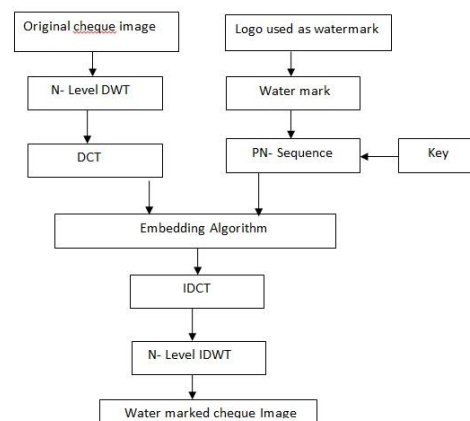 Original cheque image
Logo used as watermark
N- Level DWT
Water mark
DCT
PN- Sequence
Key
Embedding Algorithm
IDCT
N- Level IDWT
Water marked cheque Image